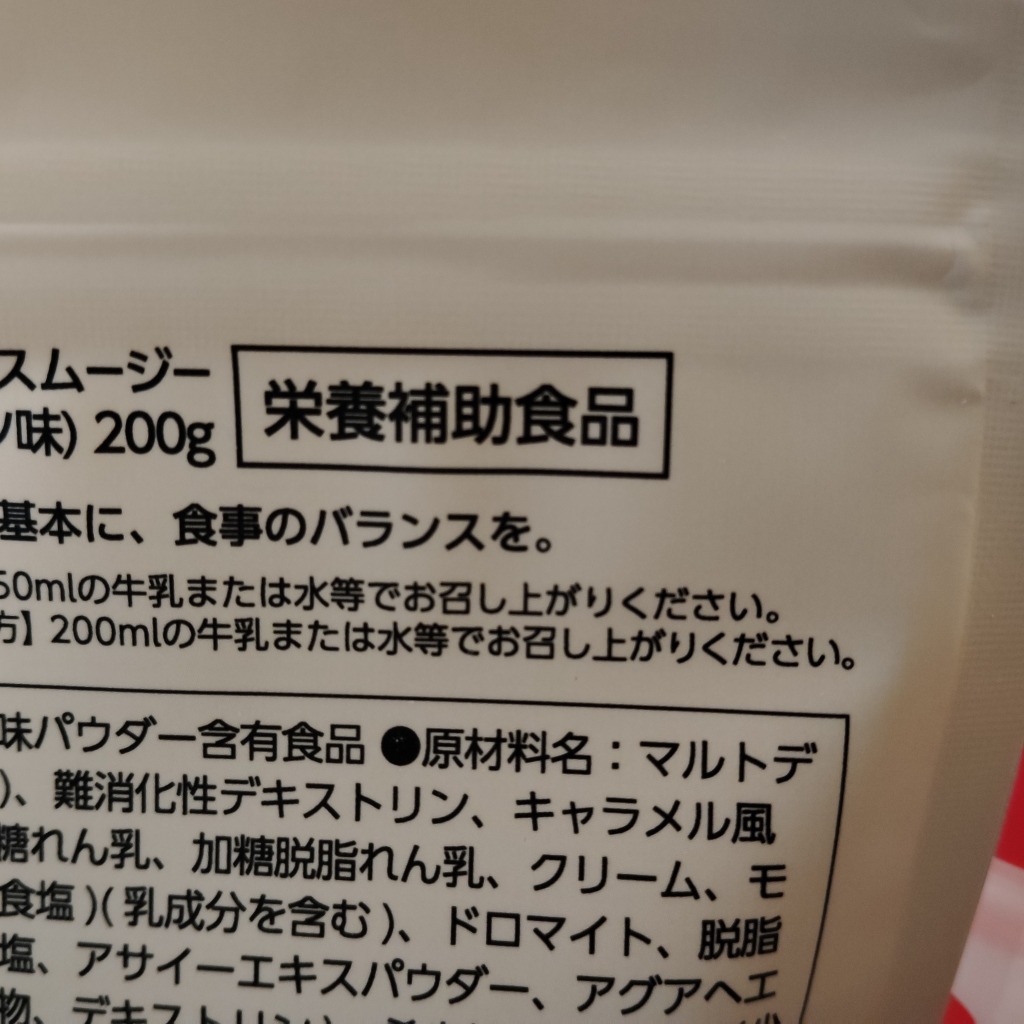 スムージー
味) 200g
栄養補助食品
基本に、食事のバランスを。
50mlの牛乳または水等でお召し上がりください。
方】200mlの牛乳または水等でお召し上がりください。
味パウダー含有食品 ●原材料名：マルトデ
)、難消化性デキストリン、キャラメル風
糖れん乳、加糖脱脂れん乳、クリーム、モ
食塩)(乳成分を含む)、ドロマイト、脱脂
塩、アサイーエキスパウダー、アグアヘエ
物、デキストリン)、